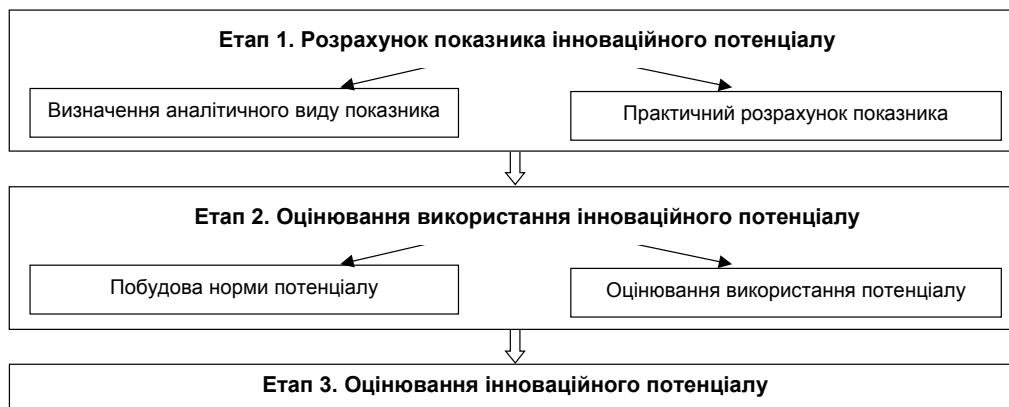 Етап 1. Розрахунок показника інноваційного потенціалу
Визначення аналітичного виду показника
Практичний розрахунок показника
Етап 2. Оцінювання використання інноваційного потенціалу
Побудова норми потенціалу
Оцінювання використання потенціалу
Етап 3. Оцінювання інноваційного потенціалу